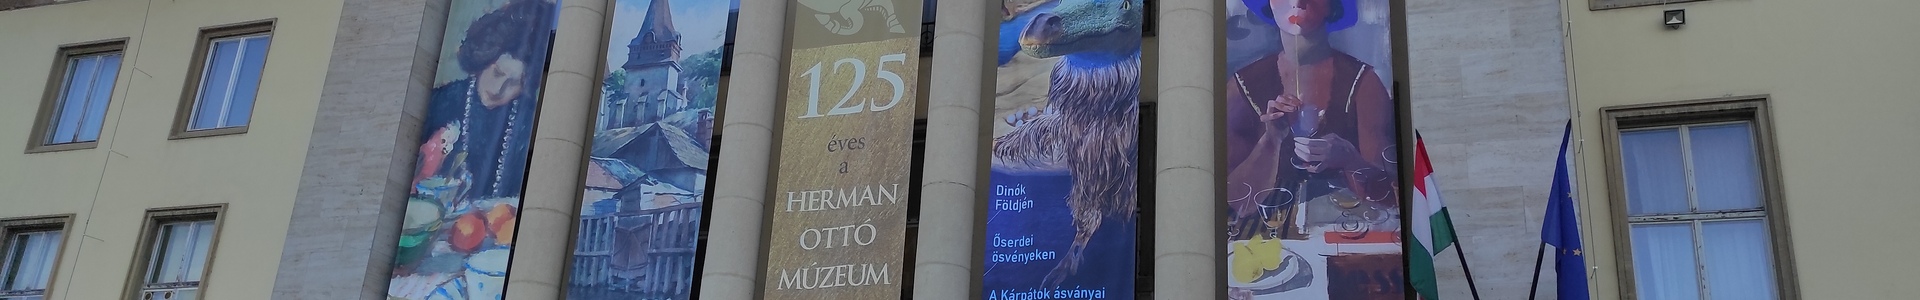 125
éves
a
HERMAN
OTTÓ
MÚZEUM
Dinók
Földjén
Őserdei
ösvényeken
A Kárpátok ásványai